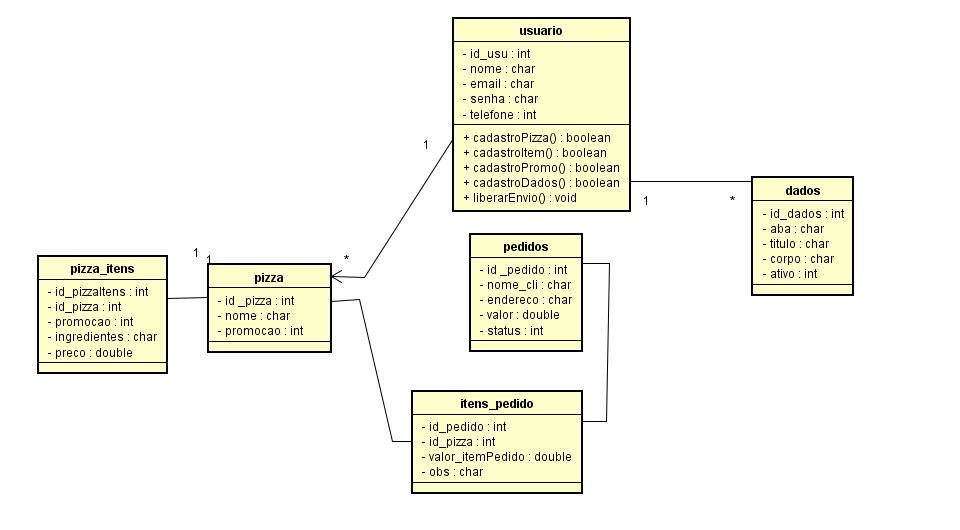 usuario
- id_usu : int
- nome : char
- email : char
- senha : char
- telefone : int
+ cadastroPizza() : boolean
+ cadastroItem() : boolean
+ cadastroPromo() : boolean
+ cadastroDados() : boolean
+ liberarEnvio() : void
1
1
*
dados
- id_dados : int
- aba : char
- titulo : char
- corpo : char
- ativo : int
pedidos
- id _pedido : int
- nome_cli : char
- endereco : char
- valor : double
- status : int
1
1
*
pizza_itens
- id_pizzaItens : int
- id_pizza : int
- promocao : int
- ingredientes : char
- preco : double
pizza
- id _pizza : int
- nome : char
- promocao : int
itens_pedido
- id_pedido : int
- id_pizza : int
- valor_itemPedido : double
- obs : char